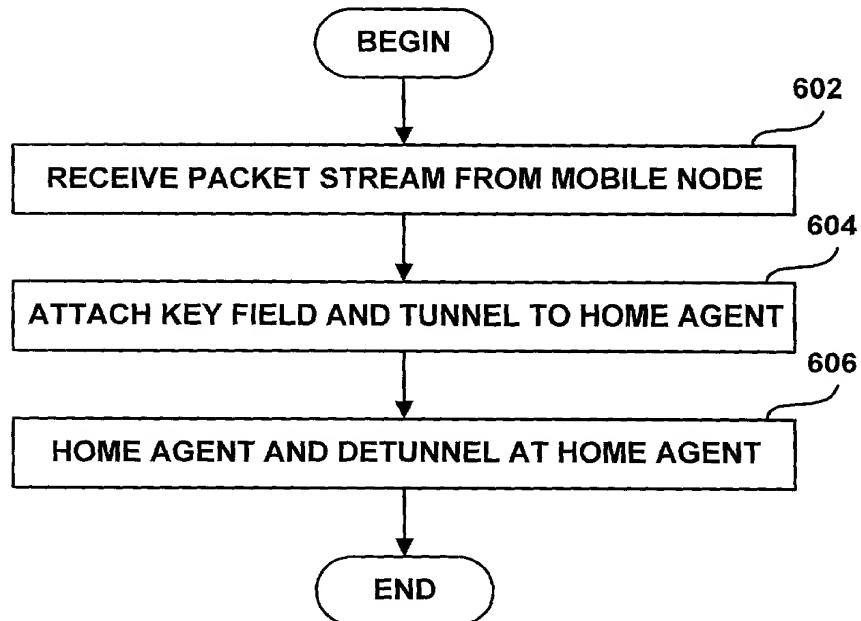 BEGIN
602
RECEIVE PACKET STREAM FROM MOBILE NODE
604
ATTACH KEY FIELD AND TUNNEL TO HOME AGENT
606
HOME AGENT AND DETUNNEL AT HOME AGENT
END